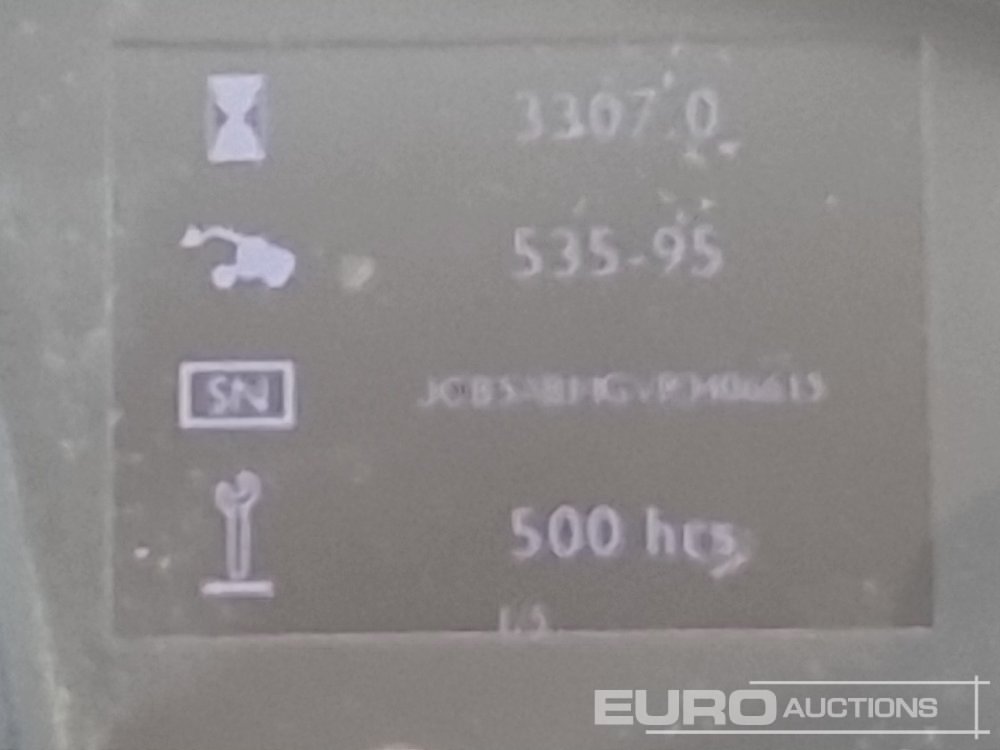 3307.0
535-95
SN
500 hrs
EURO AUCTIONS